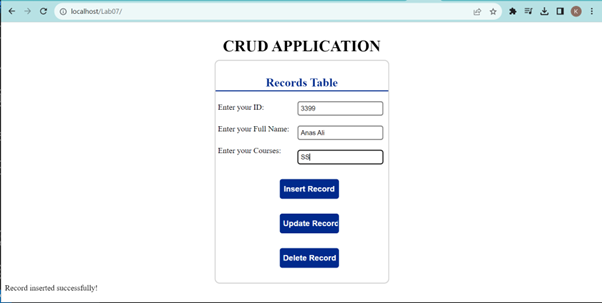 localhost/Lab07/
K
CRUD APPLICATION
Records Table
Enter your ID: 3399
Enter your Full Name: Anas Ali
Enter your Courses: SS
Insert Record
Update Record
Delete Record
Record inserted successfully!